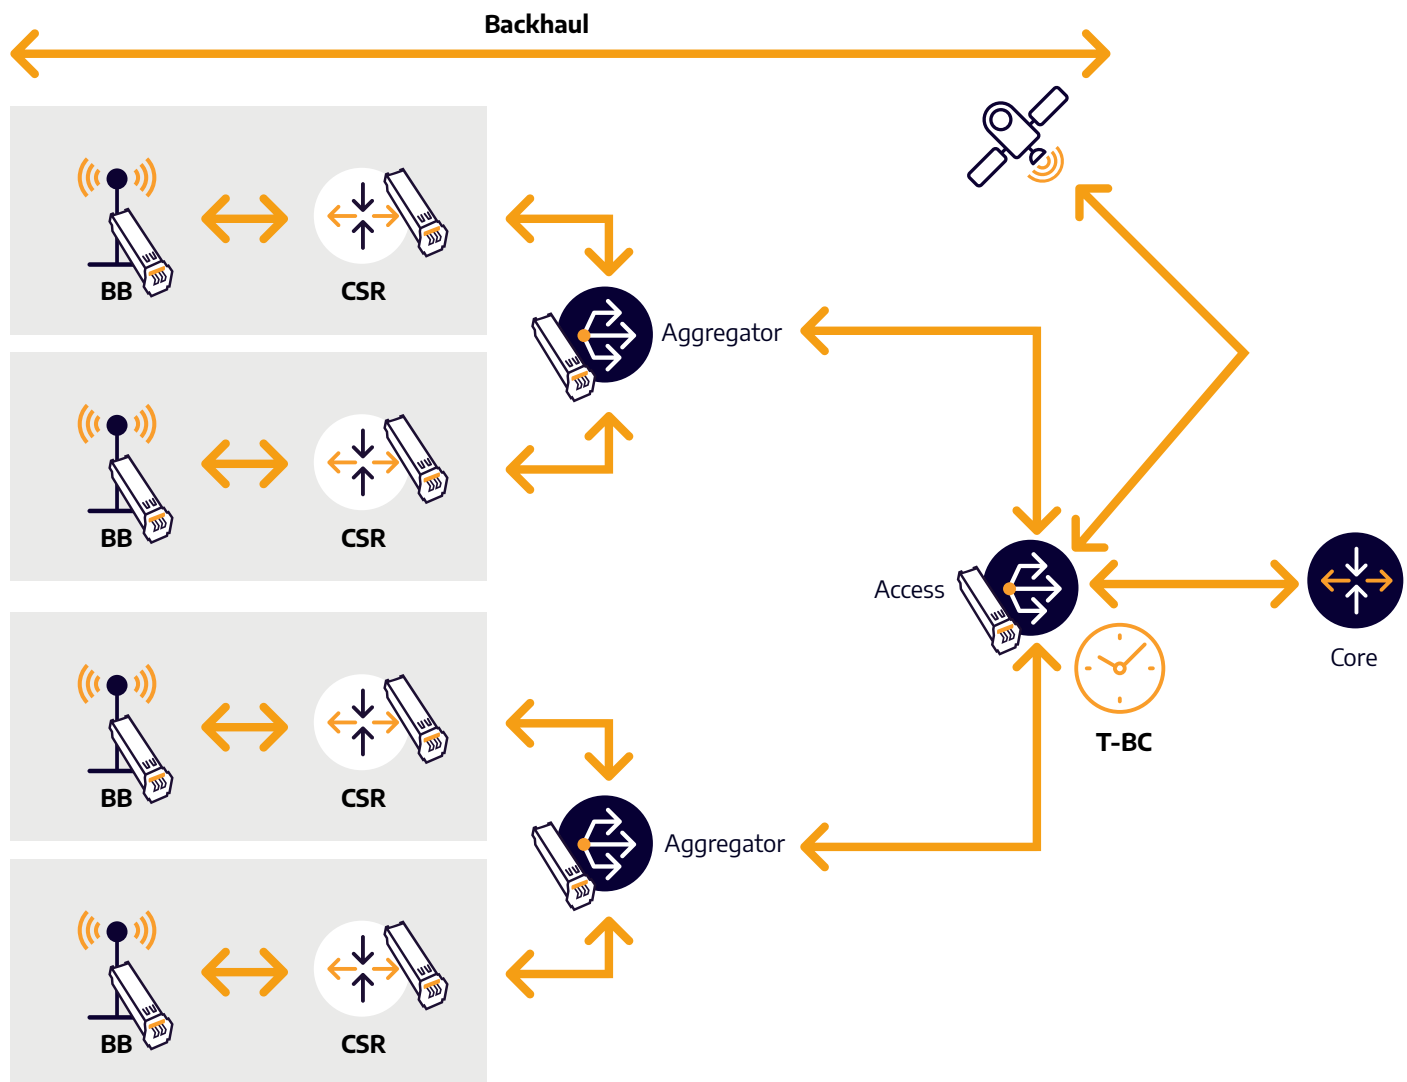 Backhaul
BB
CSR
Aggregator
BB
CSR
Access
Core
BB
CSR
T-BC
Aggregator
BB
CSR